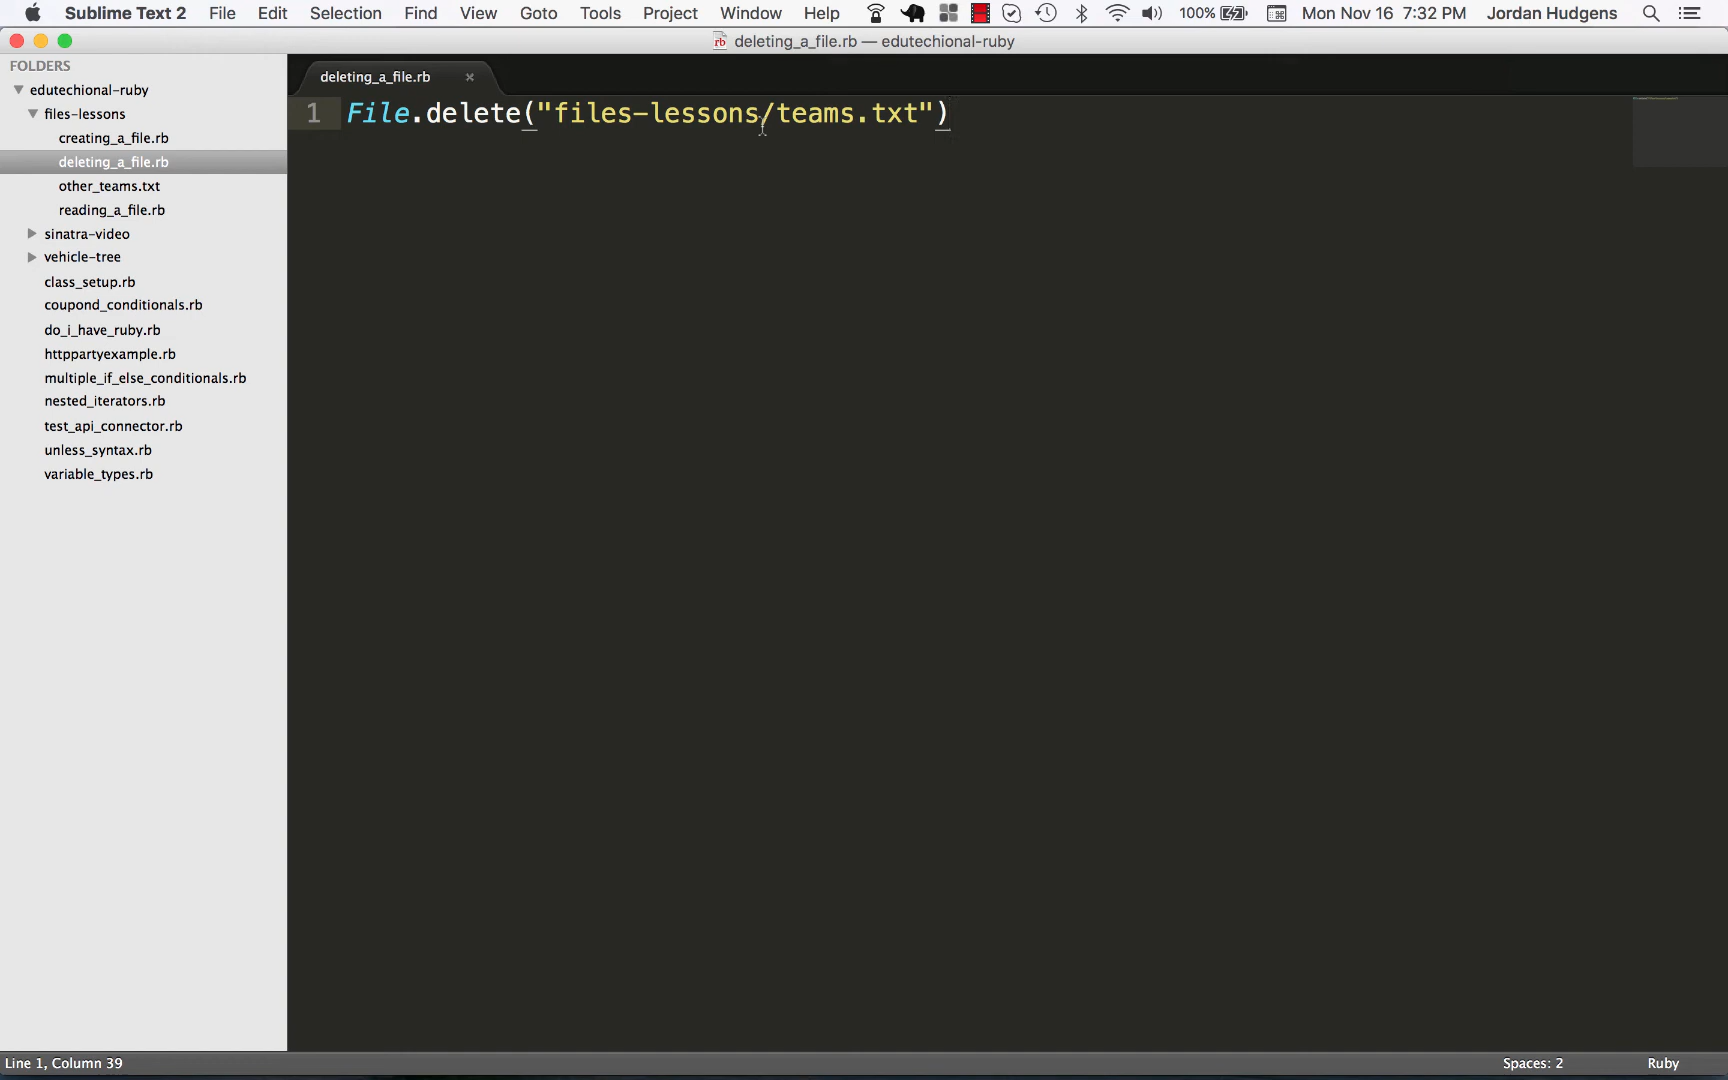 Sublime Text 2 File Edit Selection Find View Goto Tools Project Window Help 100% Mon Nov 16 7:32 PM Jordan Hudgens
rb deleting_a_file.rb — edutechional-ruby
FOLDERS
edutechional-ruby
files-lessons
creating_a_file.rb
deleting_a_file.rb
other_teams.txt
reading_a_file.rb
sinatra-video
vehicle-tree
class_setup.rb
coupond_conditionals.rb
do_i_have_ruby.rb
httppartyexample.rb
multiple_if_else_conditionals.rb
nested_iterators.rb
test_api_connector.rb
unless_syntax.rb
variable_types.rb
deleting_a_file.rb ×
1 File.delete("files-lessons/teams.txt")
Line 1, Column 39 Spaces: 2 Ruby